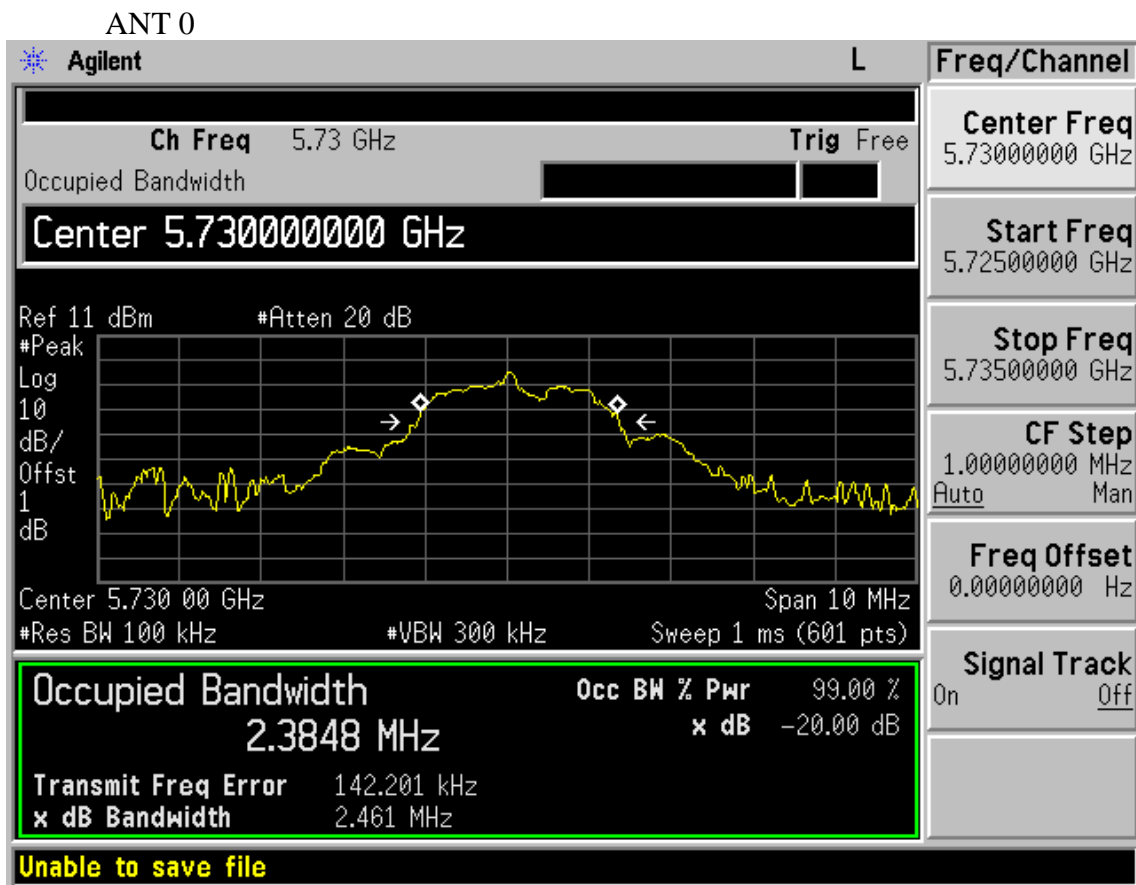 ANT 0
Agilent L Freq/Channel
Ch Freq 5.73 GHz Trig Free
Occupied Bandwidth
Center 5.730000000 GHz
Ref 11 dBm #Atten 20 dB
#Peak
Log
10
dB/
Offst
1
dB
Center 5.730 00 GHz Span 10 MHz
#Res BW 100 kHz #VBW 300 kHz Sweep 1 ms (601 pts)
Occupied Bandwidth Occ BW % Pwr 99.00 %
2.3848 MHz x dB -20.00 dB
Transmit Freq Error 142.201 kHz
x dB Bandwidth 2.461 MHz
Unable to save file
Center Freq
5.73000000 GHz
Start Freq
5.72500000 GHz
Stop Freq
5.73500000 GHz
CF Step
1.00000000 MHz
Auto Man
Freq Offset
0.00000000 Hz
Signal Track
On Off